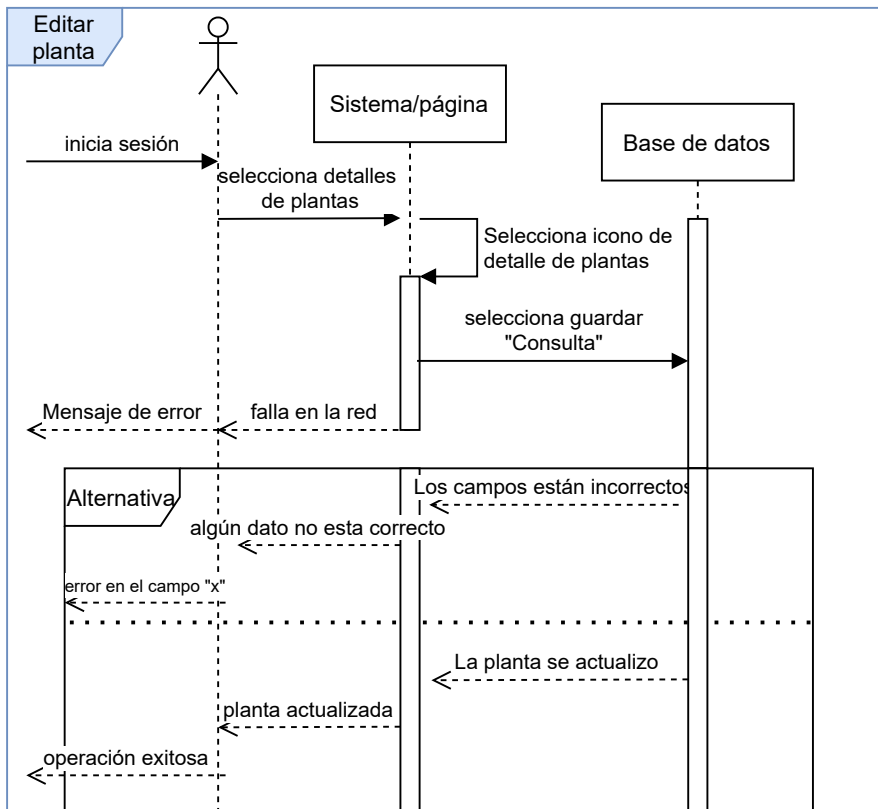 Editar
planta
Sistema/página
Base de datos
inicia sesión
selecciona detalles
de plantas
Selecciona icono de
detalle de plantas
selecciona guardar
"Consulta"
Mensaje de error
falla en la red
Alternativa
Los campos están incorrectos
algún dato no esta correcto
error en el campo "x"
La planta se actualizo
planta actualizada
operación exitosa